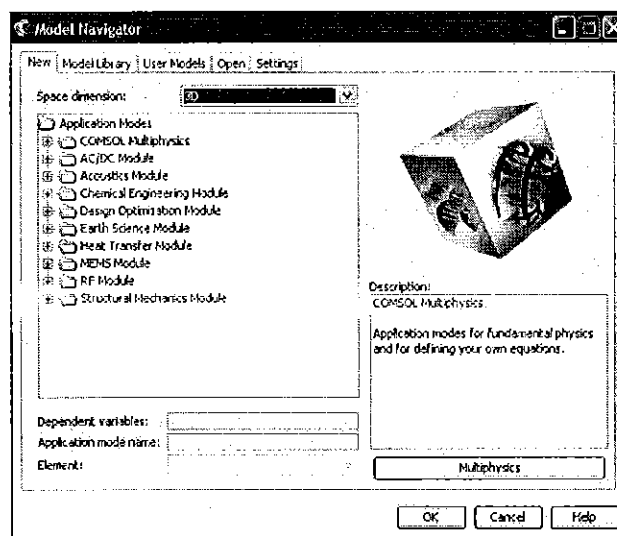 Model Navigator
New Model Library User Models Open Settings
Space dimension: 3D
Application Modes
COMSOL Multiphysics
AC/DC Module
Acoustics Module
Chemical Engineering Module
Design Optimization Module
Earth Science Module
Heat Transfer Module
MEMS Module
RF Module
Structural Mechanics Module
Description:
COMSOL Multiphysics
Application modes for fundamental physics
and for defining your own equations.
Dependent variables:
Application mode name:
Element:
Multiphysics
OK Cancel Help